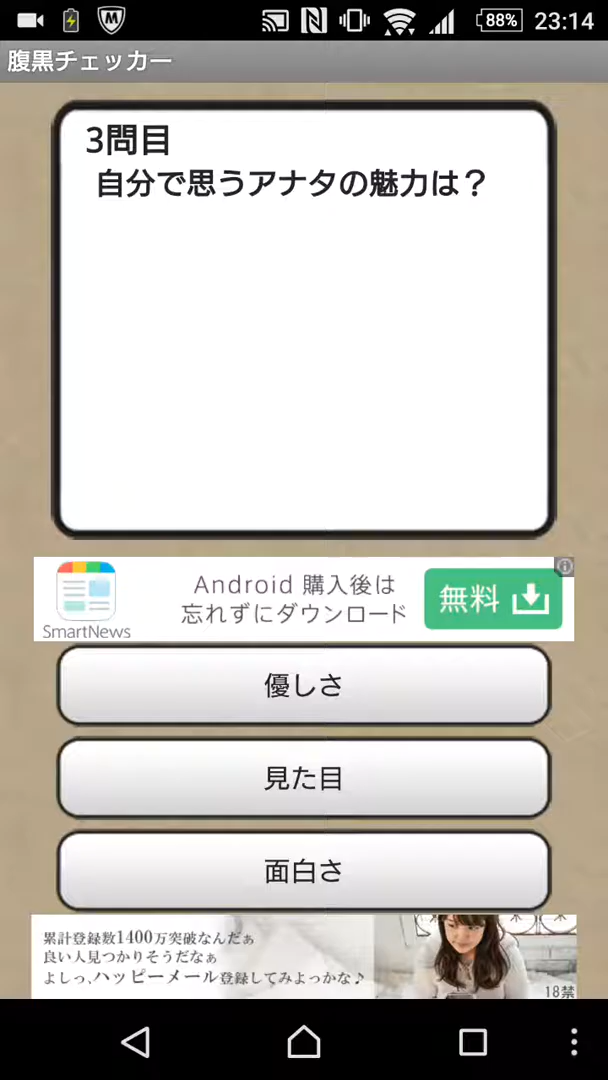 88% 23:14
腹黒チェッカー
3問目
自分で思うアナタの魅力は？
Android 購入後は
忘れずにダウンロード
無料
SmartNews
優しさ
見た目
面白さ
累計登録数1400万突破なんだぁ
良い人見つかりそうだなぁ
よしっ、ハッピーメール登録してみよっかな♪
18禁